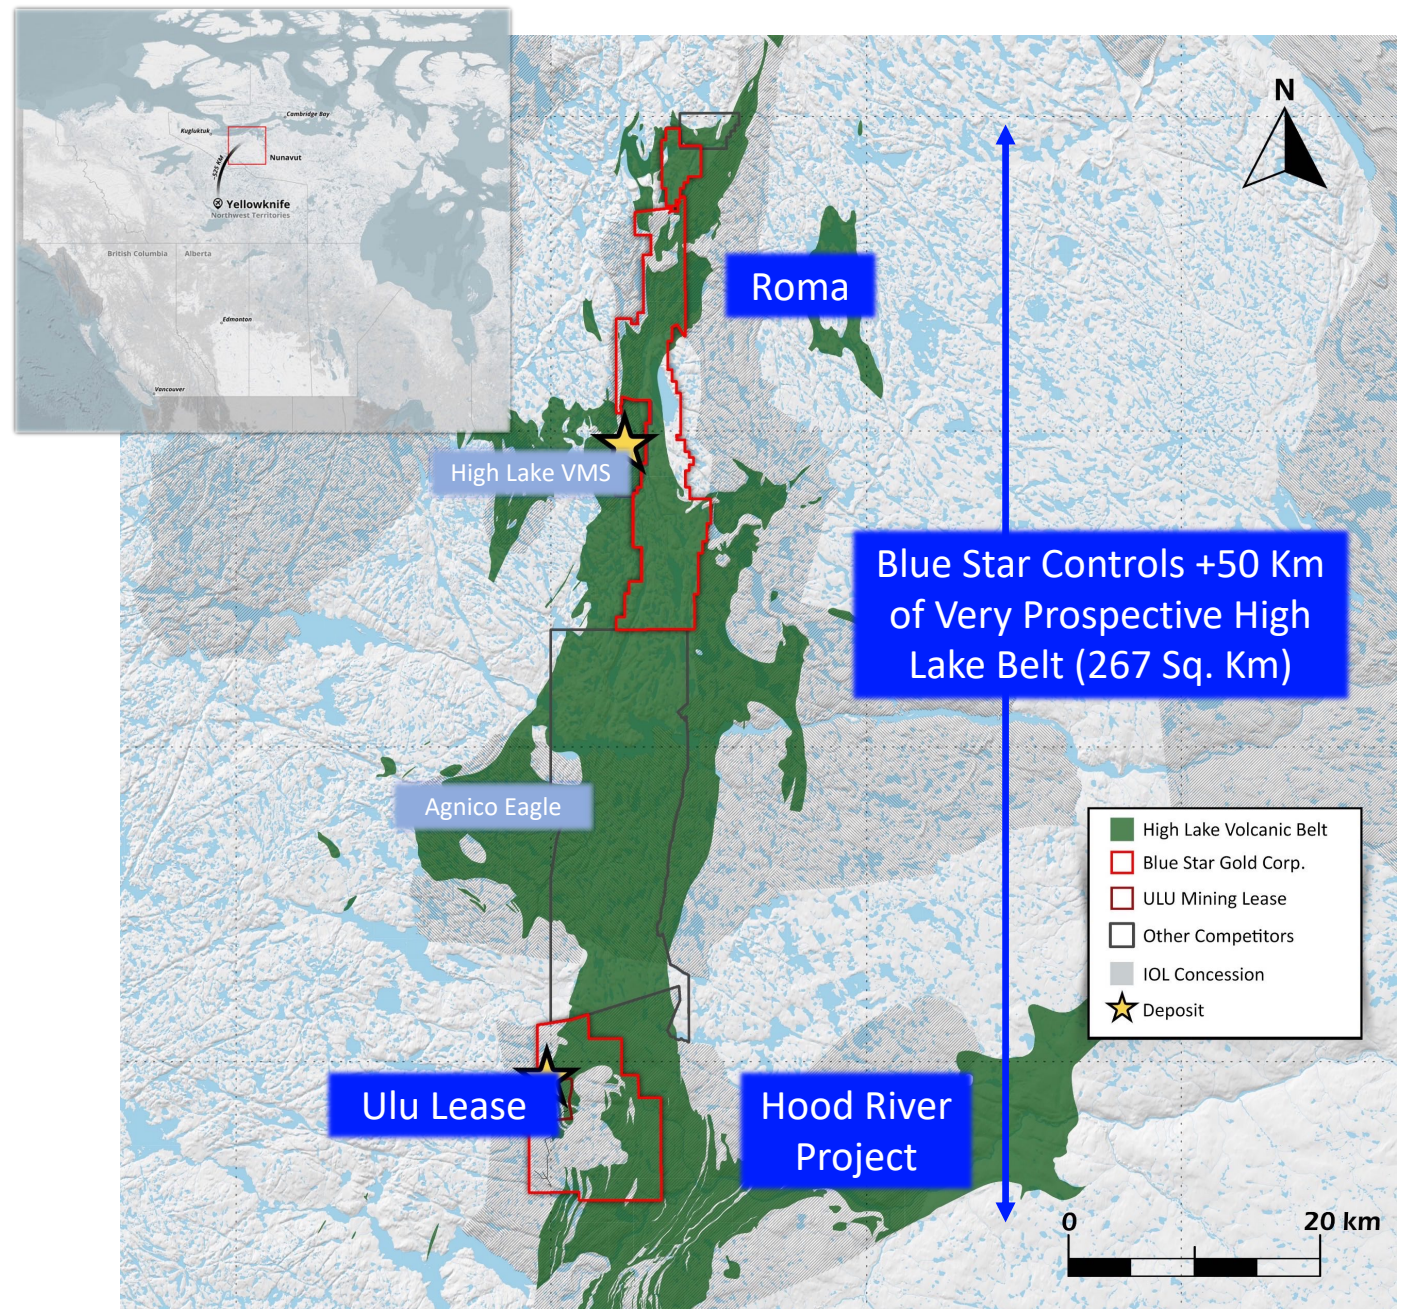 Cambridge Bay
Kugluktuk
Nunavut
~525 KM
Yellowknife
Northwest Territories
British Columbia
Alberta
Edmonton
Vancouver
N
Roma
High Lake VMS
Blue Star Controls +50 Km
of Very Prospective High
Lake Belt (267 Sq. Km)
Agnico Eagle
High Lake Volcanic Belt
Blue Star Gold Corp.
ULU Mining Lease
Other Competitors
IOL Concession
Deposit
Ulu Lease
Hood River
Project
0
20 km